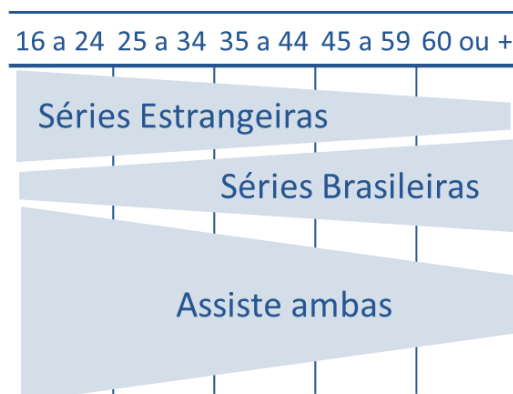 16 a 24 25 a 34 35 a 44 45 a 59 60 ou +
Séries Estrangeiras
Séries Brasileiras
Assiste ambas